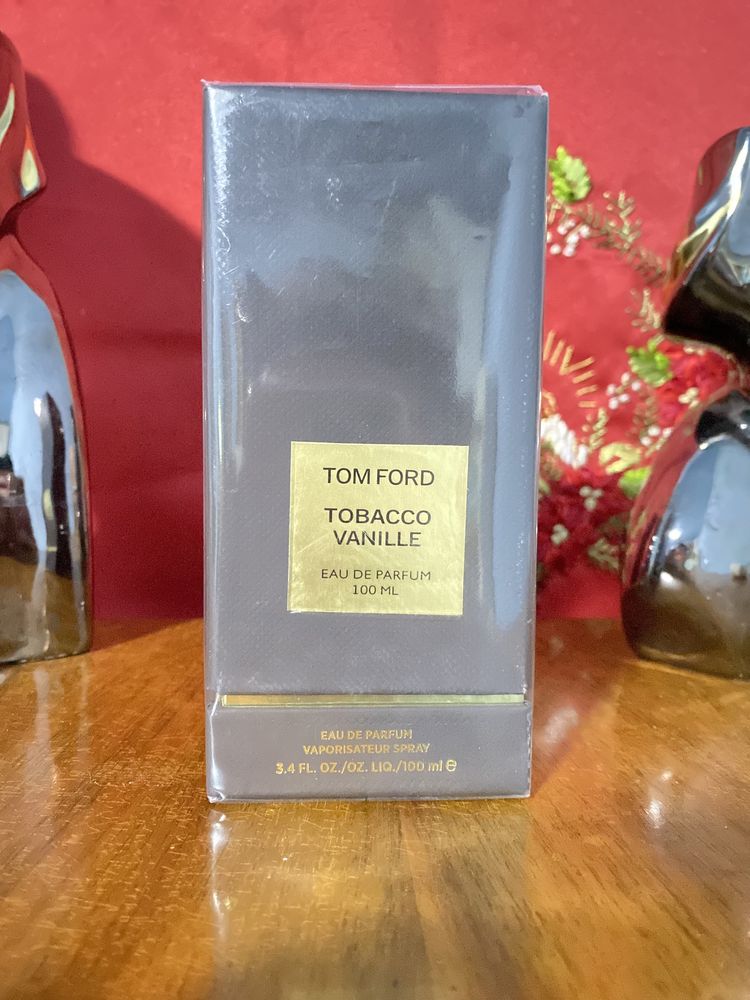 TOM FORD
TOBACCO
VANILLE
EAU DE PARFUM
100 ML
EAU DE PARFUM
VAPORISATEUR SPRAY
3.4 FL. OZ./OZ. LIQ./100 ml ℮